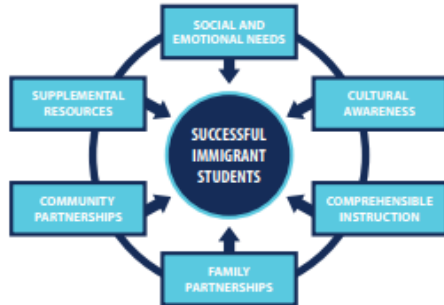 SOCIAL AND
EMOTIONAL NEEDS
SUPPLEMENTAL
RESOURCES
CULTURAL
AWARENESS
SUCCESSFUL
IMMIGRANT
STUDENTS
COMMUNITY
PARTNERSHIPS
COMPREHENSIBLE
INSTRUCTION
FAMILY
PARTNERSHIPS